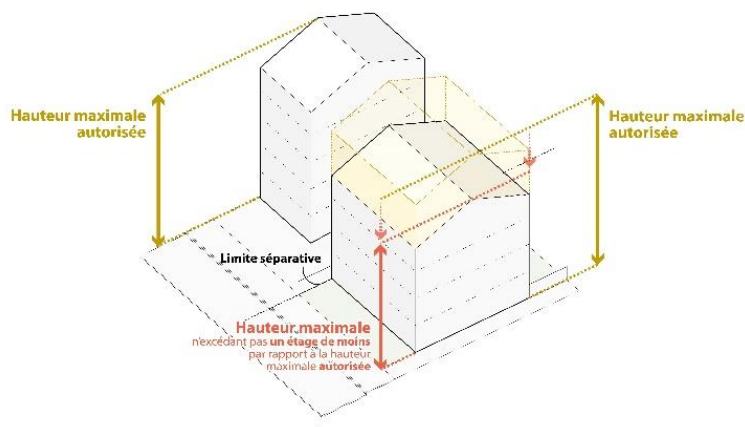 Hauteur maximale
autorisée
Hauteur maximale
autorisée
Limite séparative
Hauteur maximale
n'excédant pas un étage de moins
par rapport à la hauteur
maximale autorisée